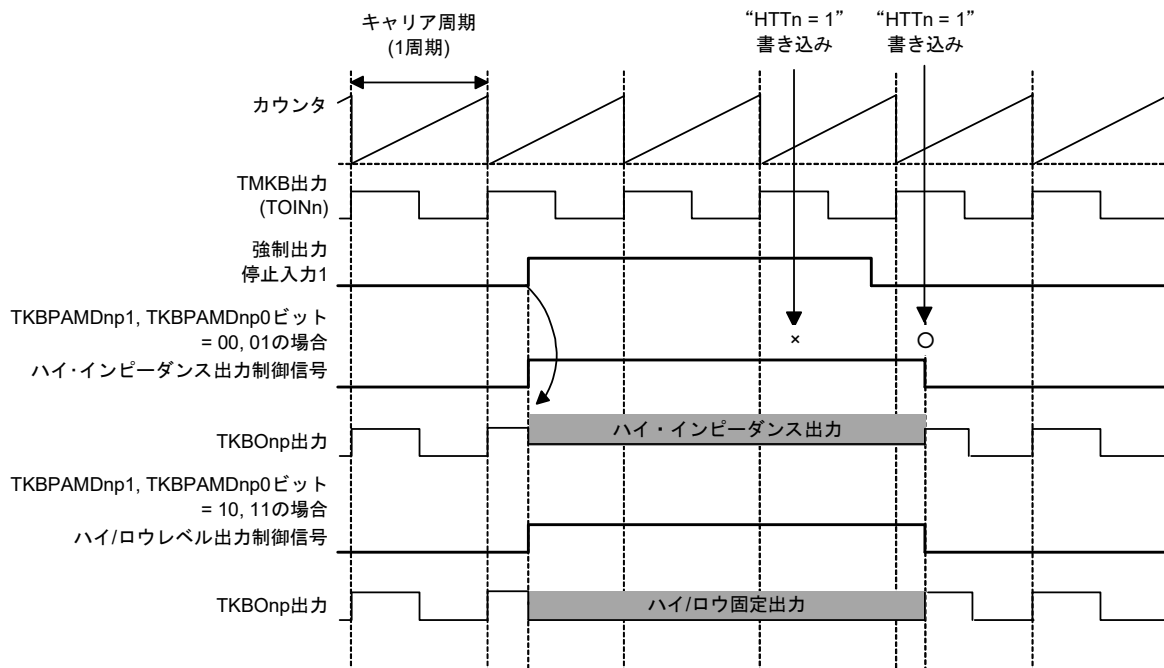 キャリア周期
(1周期)
“HTTn = 1”
書き込み
“HTTn = 1”
書き込み
カウンタ
TMKB出力
(TOINn)
強制出力
停止入力1
TKBPAMDnp1, TKBPAMDnp0ビット
= 00, 01の場合
×
○
ハイ・インピーダンス出力制御信号
ハイ・インピーダンス出力
TKBOnp出力
TKBPAMDnp1, TKBPAMDnp0ビット
= 10, 11の場合
ハイ/ロウレベル出力制御信号
ハイ/ロウ固定出力
TKBOnp出力